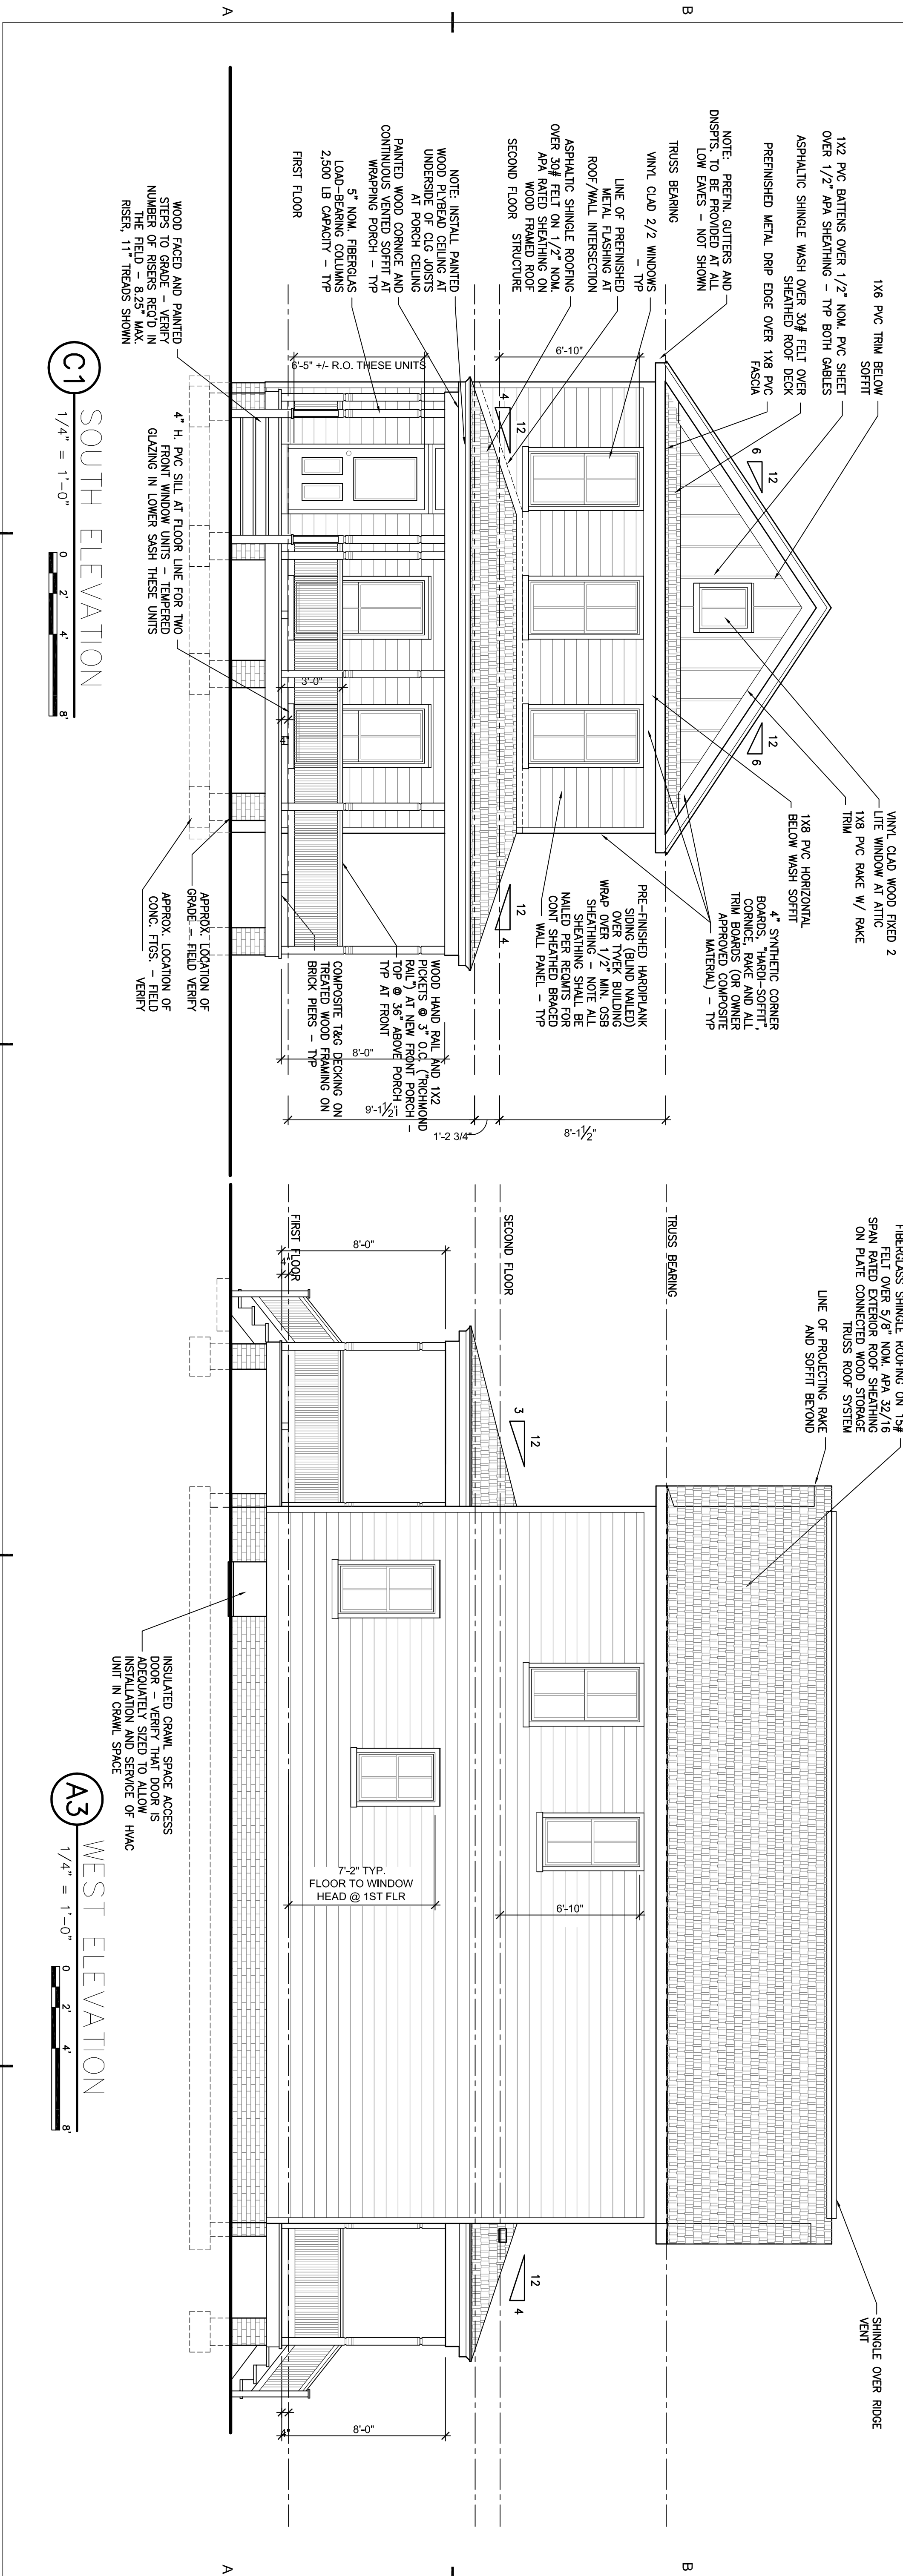 1X6 PVC TRIM BELOW
SOFFIT
1X2 PVC BATTENS OVER 1/2" NOM. PVC SHEET
OVER 1/2" APA SHEATHING - TYP BOTH GABLES
ASPHALTIC SHINGLE WASH OVER 30# FELT OVER
SHEATHED ROOF DECK
PREFINISHED METAL DRIP EDGE OVER 1X8 PVC
FASCIA
NOTE: PREFIN. GUTTERS AND
DNSPTS. TO BE PROVIDED AT ALL
LOW EAVES - NOT SHOWN
TRUSS BEARING
VINYL CLAD 2/2 WINDOWS
- TYP
LINE OF PREFINISHED
METAL FLASHING AT
ROOF/WALL INTERSECTION
ASPHALTIC SHINGLE ROOFING
OVER 30# FELT ON 1/2" NOM.
APA RATED SHEATHING ON
WOOD FRAMED ROOF
STRUCTURE
SECOND FLOOR
NOTE: INSTALL PAINTED
WOOD PLYBEAD CEILING AT
UNDERSIDE OF CLG JOISTS
AT PORCH CEILING
PAINTED WOOD CORNICE AND
CONTINUOUS VENTED SOFFIT AT
WRAPPING PORCH - TYP
5" NOM. FIBERGLAS
LOAD-BEARING COLUMNS
2,500 LB CAPACITY - TYP
FIRST FLOOR
WOOD FACED AND PAINTED
STEPS TO GRADE - VERIFY
NUMBER OF RISERS REQ'D IN
THE FIELD - 8.25" MAX.
RISER, 11" TREADS SHOWN
4" H. PVC SILL AT FLOOR LINE FOR TWO
FRONT WINDOW UNITS - TEMPERED
GLAZING IN LOWER SASH THESE UNITS
6'-10"
6'-5" +/- R.O. THESE UNITS
3'-0"
4"
12
6
12
6
12
4
12
4
VINYL CLAD WOOD FIXED 2
LITE WINDOW AT ATTIC
1X8 PVC RAKE W/ RAKE
TRIM
1X8 PVC HORIZONTAL
BELOW WASH SOFFIT
4" SYNTHETIC CORNER
BOARDS, "HARDI-SOFFIT",
CORNICE, RAKE AND ALL
TRIM BOARDS (OR OWNER
APPROVED COMPOSITE
MATERIAL) - TYP
PRE-FINISHED HARDIPLANK
SIDING (BLIND NAILED)
OVER TYVEK BUILDING
WRAP OVER 1/2" MIN. OSB
SHEATHING - NOTE ALL
SHEATHING SHALL BE
NAILED PER REQMTS FOR
CONT SHEATHED BRACED
WALL PANEL - TYP
WOOD HAND RAIL AND 1X2
PICKETS @ 3" O.C. ("RICHMOND
RAIL") AT NEW FRONT PORCH -
TOP @ 36" ABOVE PORCH -
TYP AT FRONT
COMPOSITE T&G DECKING ON
TREATED WOOD FRAMING ON
BRICK PIERS - TYP
APPROX. LOCATION OF
GRADE - FIELD VERIFY
APPROX. LOCATION OF
CONC. FTGS. - FIELD
VERIFY
8'-0"
9'-1½"
1'-2 3/4"
8'-1½"
C1
SOUTH ELEVATION
1/4" = 1'-0"
0 2' 4' 8'
FIBERGLASS SHINGLE ROOFING ON 15#
FELT OVER 5/8" NOM. APA 32/16
SPAN RATED EXTERIOR ROOF SHEATHING
ON PLATE CONNECTED WOOD STORAGE
TRUSS ROOF SYSTEM
LINE OF PROJECTING RAKE
AND SOFFIT BEYOND
TRUSS BEARING
SECOND FLOOR
FIRST FLOOR
8'-0"
4"
12
3
SHINGLE OVER RIDGE
VENT
7'-2" TYP.
FLOOR TO WINDOW
HEAD @ 1ST FLR
6'-10"
12
4
4"
8'-0"
INSULATED CRAWL SPACE ACCESS
DOOR - VERIFY THAT DOOR IS
ADEQUATELY SIZED TO ALLOW
INSTALLATION AND SERVICE OF HVAC
UNIT IN CRAWL SPACE
A3
WEST ELEVATION
1/4" = 1'-0"
0 2' 4' 8'
A
B
A
B